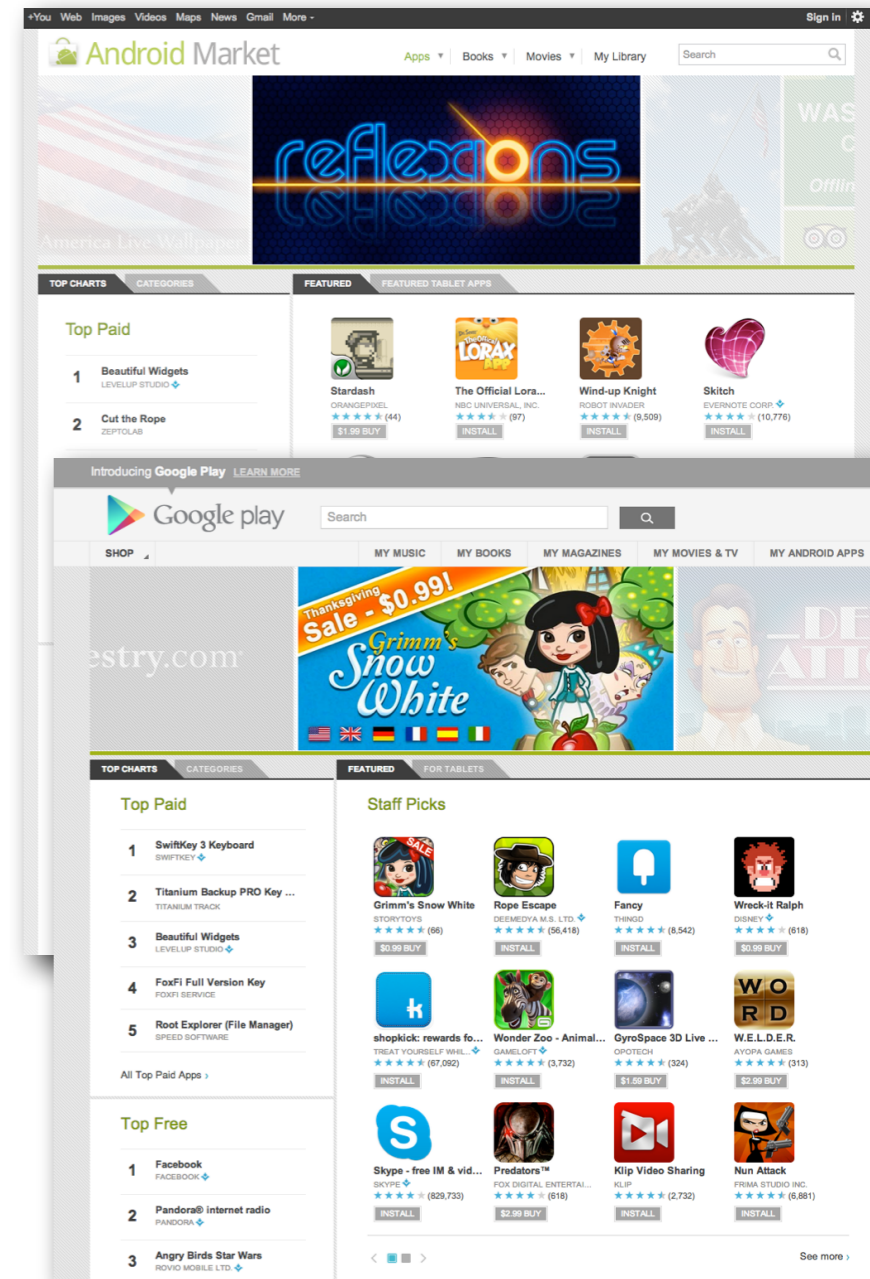 +You Web Images Videos Maps News Gmail More -
Sign in
Android Market
Apps Books Movies My Library
Search
reflexions
America Live Wallpaper
WAS
C
Offlin
TOP CHARTS CATEGORIES
FEATURED FEATURED TABLET APPS
Top Paid
1 Beautiful Widgets
LEVELUP STUDIO
2 Cut the Rope
ZEPTOLAB
The Official
LORAX
APP
Stardash
ORANGEPIXEL
(44)
$1.99 BUY
The Official Lora...
NBC UNIVERSAL, INC.
(97)
INSTALL
Wind-up Knight
ROBOT INVADER
(9,509)
INSTALL
Skitch
EVERNOTE CORP.
(10,776)
INSTALL
Introducing Google Play LEARN MORE
Google play
Search
SHOP
MY MUSIC MY BOOKS MY MAGAZINES MY MOVIES & TV MY ANDROID APPS
estry.com
Thanksgiving
Sale - $0.99!
Grimm's
Snow
White
DE
ATTO
TOP CHARTS CATEGORIES
FEATURED FOR TABLETS
Top Paid
1 SwiftKey 3 Keyboard
SWIFTKEY
2 Titanium Backup PRO Key ...
TITANIUM TRACK
3 Beautiful Widgets
LEVELUP STUDIO
4 FoxFi Full Version Key
FOXFI SERVICE
5 Root Explorer (File Manager)
SPEED SOFTWARE
All Top Paid Apps ›
Top Free
1 Facebook
FACEBOOK
2 Pandora® internet radio
PANDORA
3 Angry Birds Star Wars
ROVIO MOBILE LTD.
Staff Picks
SALE
Grimm's Snow White
STORYTOYS
(66)
$0.99 BUY
Rope Escape
DEEMEDYA M.S. LTD.
(56,418)
INSTALL
Fancy
THINGD
(8,542)
INSTALL
Wreck-it Ralph
DISNEY
(618)
$0.99 BUY
k
shopkick: rewards fo...
TREAT YOURSELF WHIL...
(67,092)
INSTALL
Wonder Zoo - Animal...
GAMELOFT
(3,732)
INSTALL
GyroSpace 3D Live ...
OPOTECH
(324)
$1.59 BUY
W O
R D
W.E.L.D.E.R.
AYOPA GAMES
(313)
$2.99 BUY
S
Skype - free IM & vid...
SKYPE
(829,733)
INSTALL
Predators™
FOX DIGITAL ENTERTAI...
(618)
$2.99 BUY
Klip Video Sharing
KLIP
(2,732)
INSTALL
Nun Attack
FRIMA STUDIO INC.
(6,881)
INSTALL
See more ›